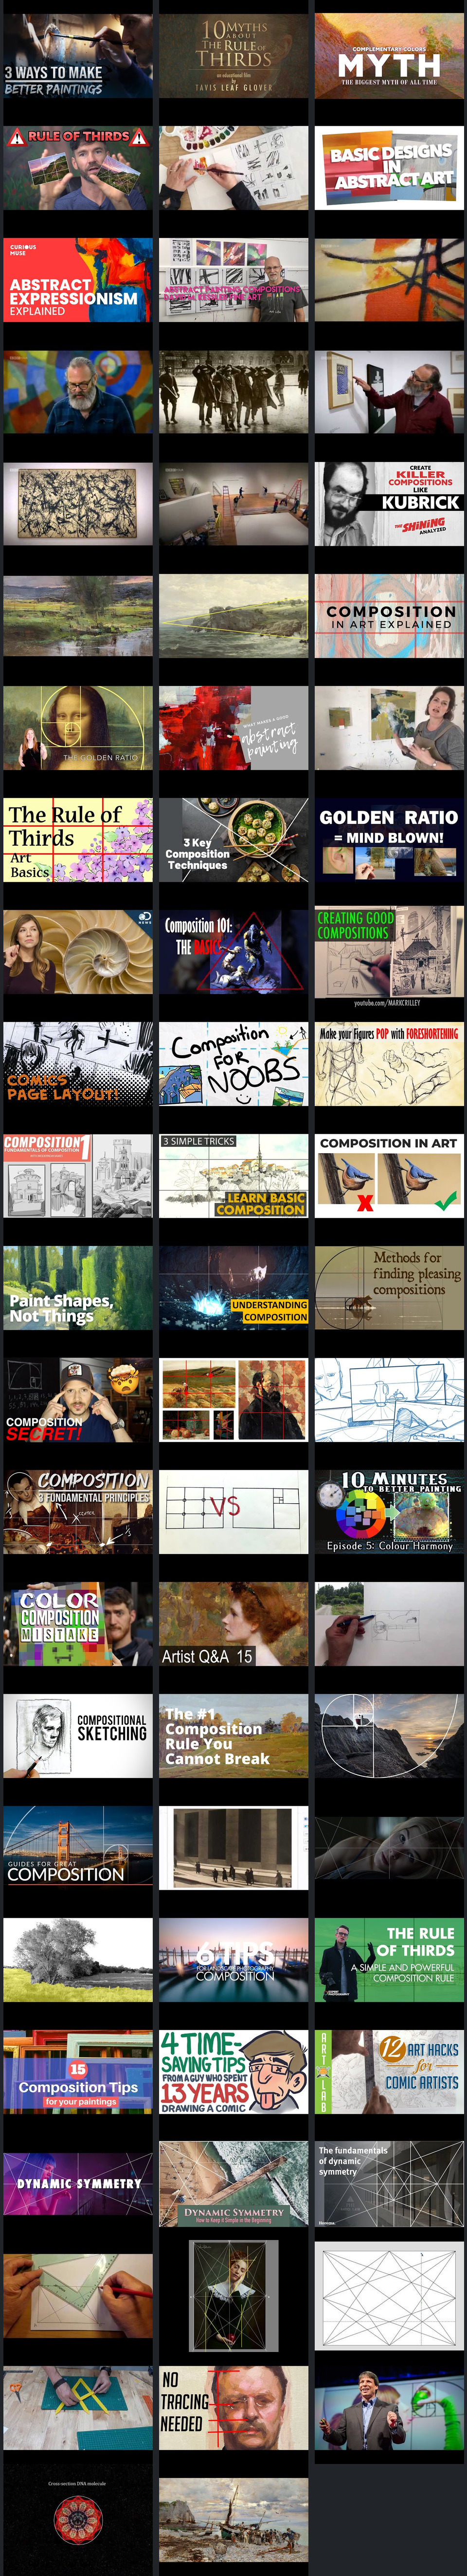 3 WAYS TO MAKE
BETTER PAINTINGS
10 MYTHS
ABOUT
THE RULE OF
THIRDS
an educational film
by
TAVIS LEAF GLOVER
COMPLEMENTARY COLORS
MYTH
THE BIGGEST MYTH OF ALL TIME
RULE OF THIRDS
BASIC DESIGNS
IN
ABSTRACT ART
CURIOUS
MUSE
ABSTRACT
EXPRESSIONISM
EXPLAINED
ABSTRACT PAINTING COMPOSITIONS
CREATE
KILLER
COMPOSITIONS
LIKE
KUBRICK
THE SHINING
ANALYZED
COMPOSITION
IN ART EXPLAINED
THE GOLDEN RATIO
WHAT MAKES A GOOD
abstract
painting
The Rule of
Thirds
Art
Basics
3 Key
Composition
Techniques
GOLDEN RATIO
= MIND BLOWN!
D
NEWS
Composition 101:
THE BASICS
CREATING GOOD
COMPOSITIONS
youtube.com/MARKCRILLEY
COMICS
PAGE LAYOUT!
Composition
FOR
NOOBS
Make your Figures POP with FORESHORTENING
COMPOSITION 1
FUNDAMENTALS OF COMPOSITION
3 SIMPLE TRICKS
LEARN BASIC
COMPOSITION
COMPOSITION IN ART
X
Paint Shapes,
Not Things
UNDERSTANDING
COMPOSITION
Methods for
finding pleasing
compositions
COMPOSITION
SECRET!
COMPOSITION
3 FUNDAMENTAL PRINCIPLES
VS
10 MINUTES
TO BETTER PAINTING
Episode 5: Colour Harmony
COLOR
COMPOSITION
MISTAKE
Artist Q&A 15
COMPOSITIONAL
SKETCHING
The #1
Composition
Rule You
Cannot Break
GUIDES FOR GREAT
COMPOSITION
6 TIPS
FOR LANDSCAPE PHOTOGRAPHY
COMPOSITION
THE RULE
OF THIRDS
A SIMPLE AND POWERFUL
COMPOSITION RULE
15
Composition Tips
for your paintings
4 TIME-
SAVING TIPS
FROM A GUY WHO SPENT
13 YEARS
DRAWING A COMIC
ART
LAB
12 ART HACKS
for
COMIC ARTISTS
DYNAMIC SYMMETRY
DYNAMIC SYMMETRY
How to Keep it Simple in the Beginning
The fundamentals
of dynamic
symmetry
NO
TRACING
NEEDED
Cross-section DNA molecule